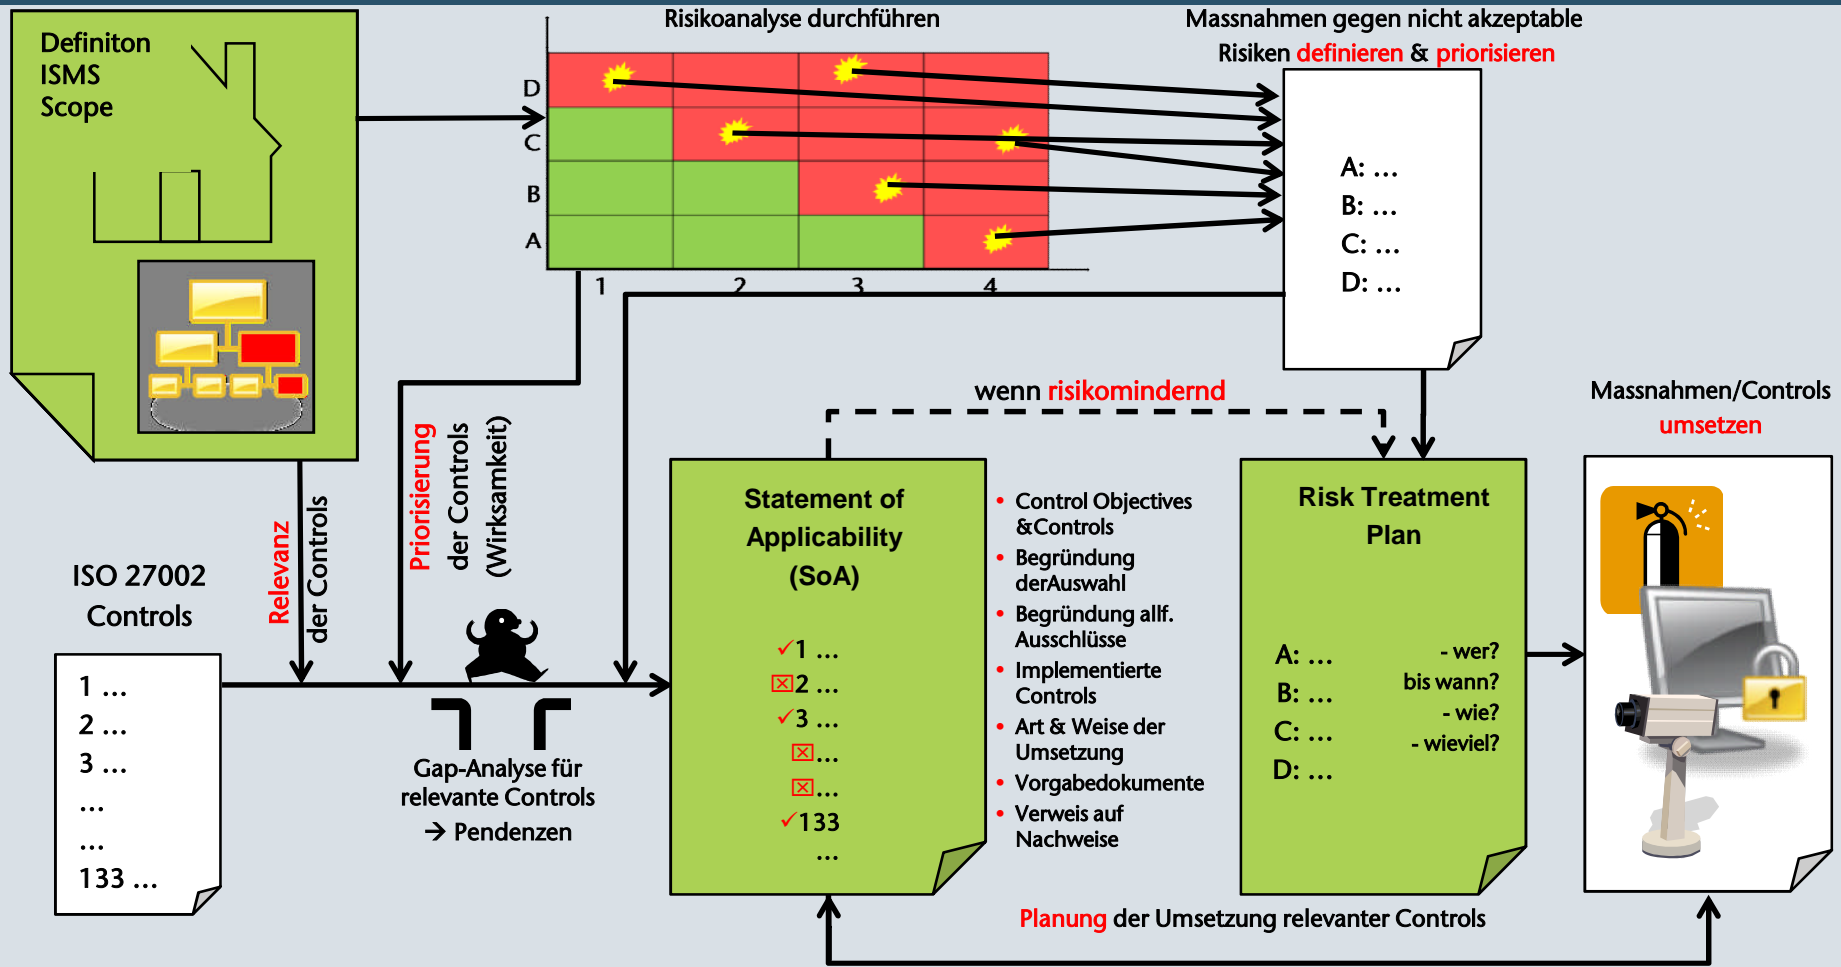 Definiton
ISMS
Scope
Risikoanalyse durchführen
D
C
B
A
1 2 3 4
Massnahmen gegen nicht akzeptable
Risiken definieren & priorisieren
A: ...
B: ...
C: ...
D: ...
ISO 27002
Controls
1 ...
2 ...
3 ...
...
...
133 ...
Relevanz
der Controls
Priorisierung
der Controls
(Wirksamkeit)
Gap-Analyse für
relevante Controls
→ Pendenzen
wenn risikomindernd
Statement of
Applicability
(SoA)
✓1 ...
☒2 ...
✓3 ...
☒...
☒...
✓133
...
• Control Objectives
&Controls
• Begründung
derAuswahl
• Begründung allf.
Ausschlüsse
• Implementierte
Controls
• Art & Weise der
Umsetzung
• Vorgabedokumente
• Verweis auf
Nachweise
Risk Treatment
Plan
A: ...
B: ...
C: ...
D: ...
- wer?
bis wann?
- wie?
- wieviel?
Massnahmen/Controls
umsetzen
Planung der Umsetzung relevanter Controls